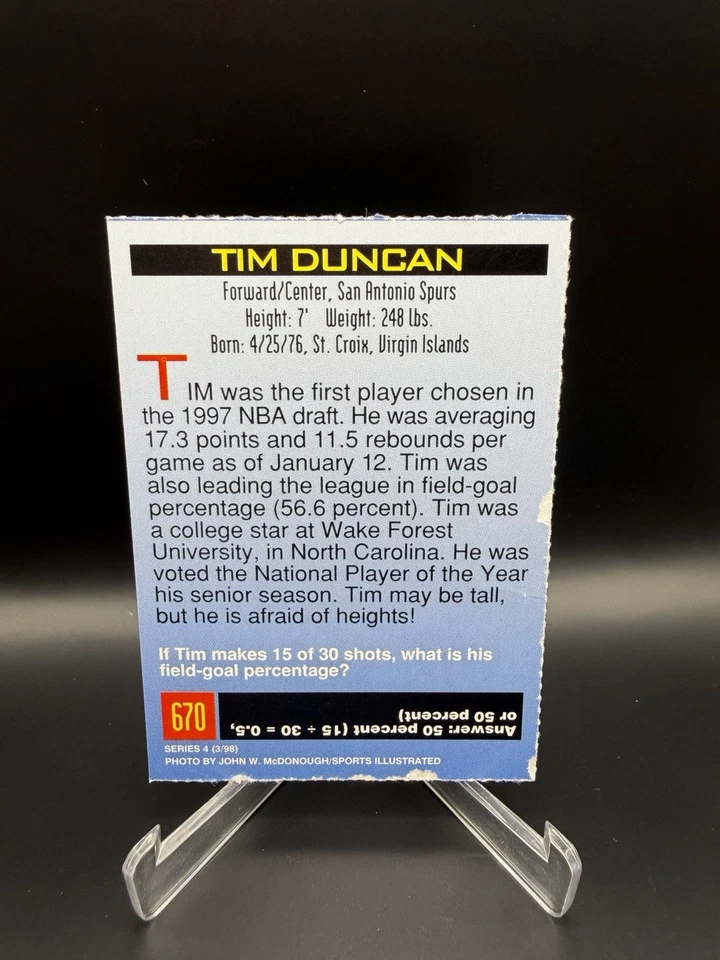 TIM DUNCAN
Forward/Center, San Antonio Spurs
Height: 7' Weight: 248 lbs.
Born: 4/25/76, St. Croix, Virgin Islands
TIM was the first player chosen in
the 1997 NBA draft. He was averaging
17.3 points and 11.5 rebounds per
game as of January 12. Tim was
also leading the league in field-goal
percentage (56.6 percent). Tim was
a college star at Wake Forest
University, in North Carolina. He was
voted the National Player of the Year
his senior season. Tim may be tall,
but he is afraid of heights!
If Tim makes 15 of 30 shots, what is his
field-goal percentage?
670
Answer: 50 percent (15 ÷ 30 = 0.5,
or 50 percent)
SERIES 4 (3/98)
PHOTO BY JOHN W. McDONOUGH/SPORTS ILLUSTRATED